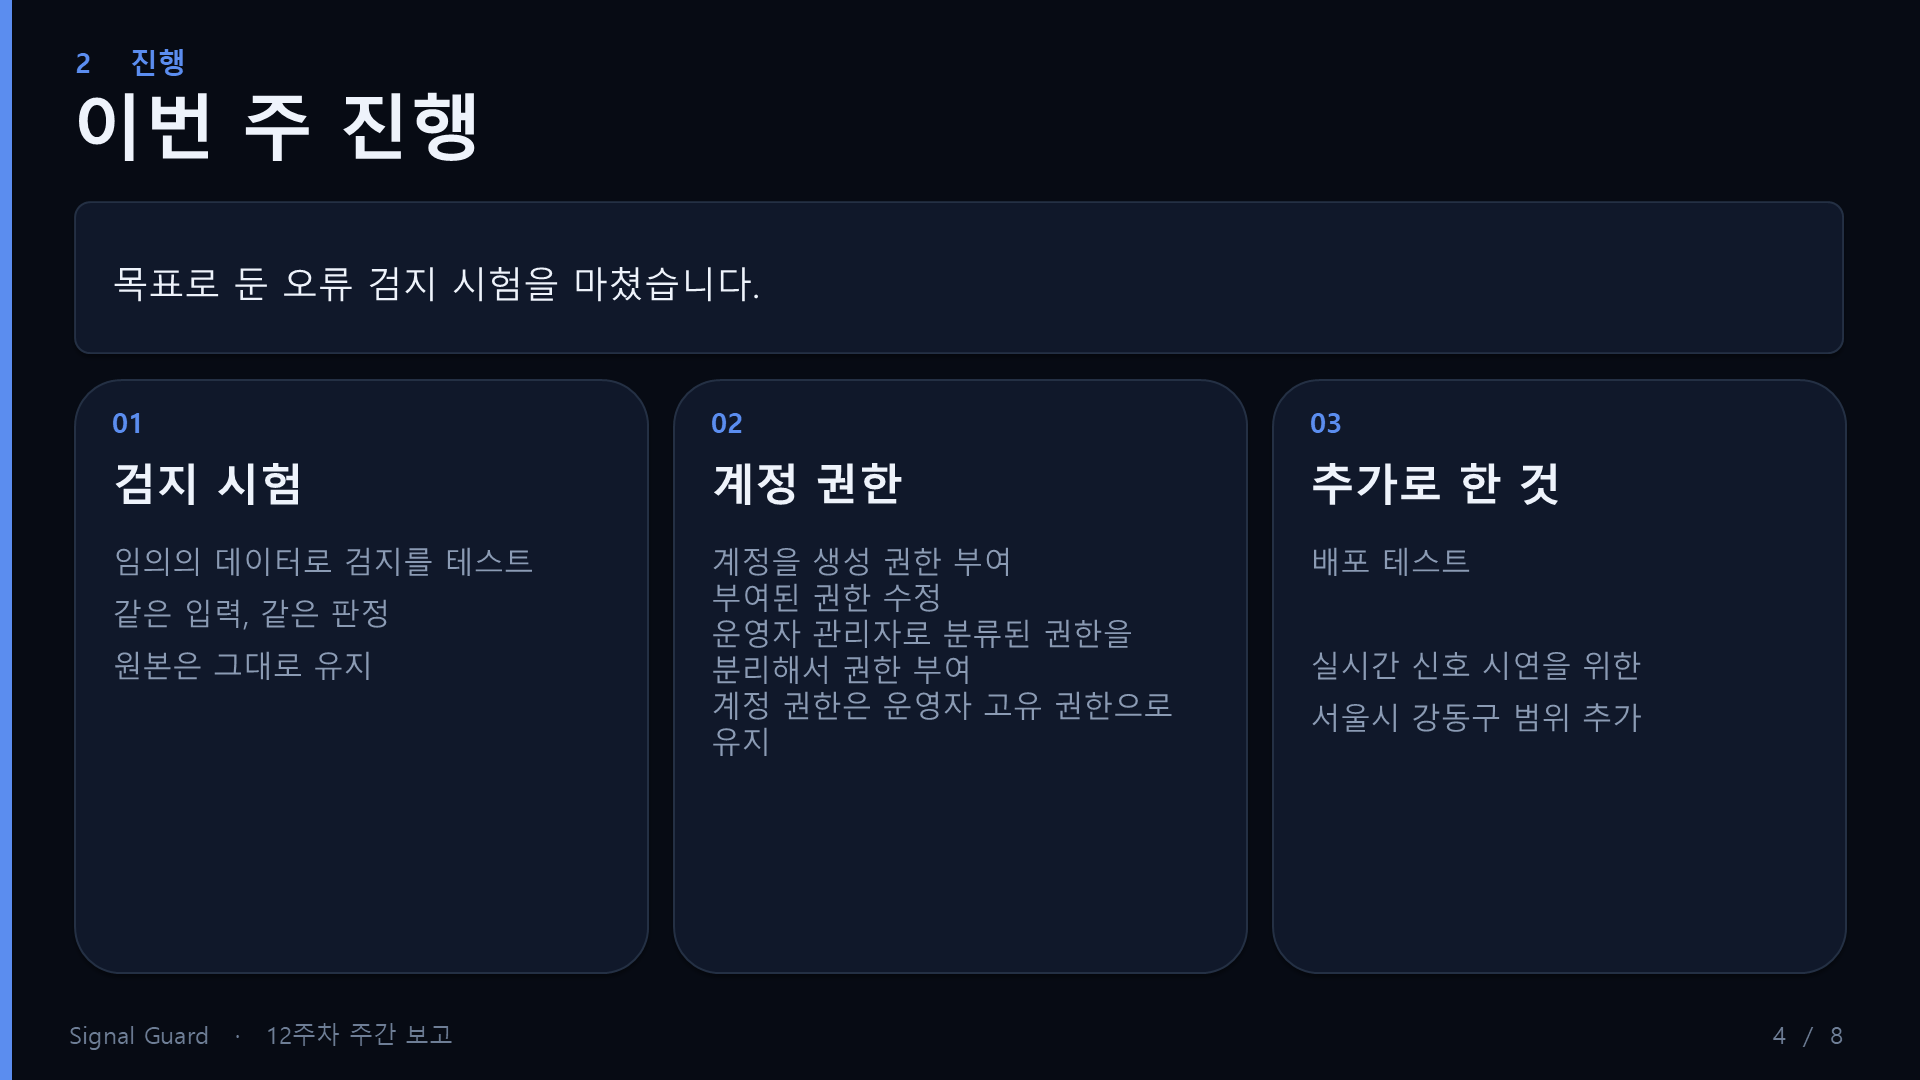 2 진행
이번 주 진행
목표로 둔 오류 검지 시험을 마쳤습니다.
01
검지 시험
임의의 데이터로 검지를 테스트
같은 입력, 같은 판정
원본은 그대로 유지
02
계정 권한
계정을 생성 권한 부여
부여된 권한 수정
운영자 관리자로 분류된 권한을
분리해서 권한 부여
계정 권한은 운영자 고유 권한으로
유지
03
추가로 한 것
배포 테스트
실시간 신호 시연을 위한
서울시 강동구 범위 추가
Signal Guard · 12주차 주간 보고
4 / 8